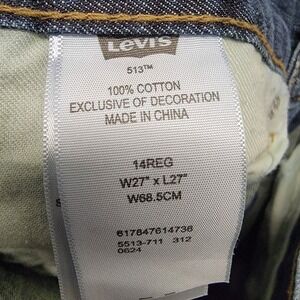 Levi's
513™
100% COTTON
EXCLUSIVE OF DECORATION
MADE IN CHINA
14REG
W27" x L27"
W68.5CM
617847614736
5513-711 312
0624